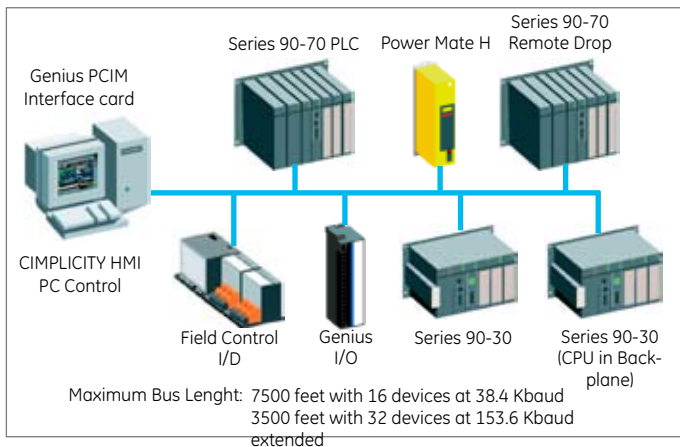 Series 90-70 PLC
Power Mate H
Series 90-70
Remote Drop
Genius PCIM
Interface card
CIMPLICITY HMI
PC Control
Field Control
I/D
Genius
I/O
Series 90-30
Series 90-30
(CPU in Back-
plane)
Maximum Bus Lenght: 7500 feet with 16 devices at 38.4 Kbaud
3500 feet with 32 devices at 153.6 Kbaud
extended